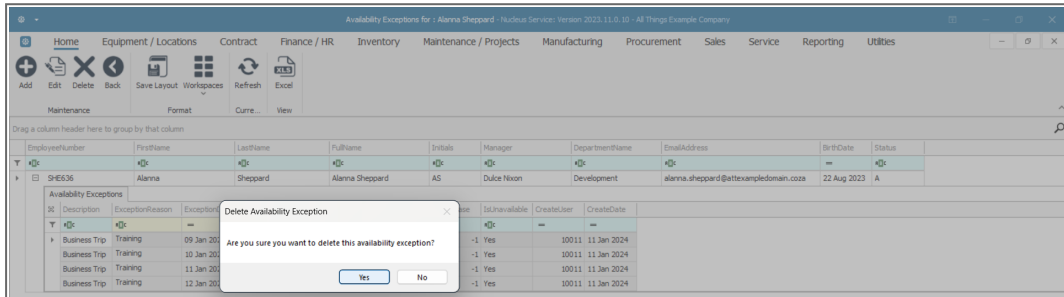 Availability Exceptions for : Alanna Sheppard - Nucleus Service: Version 2023.11.0.10 - All Things Example Company
Home Equipment / Locations Contract Finance / HR Inventory Maintenance / Projects Manufacturing Procurement Sales Service Reporting Utilities
XLS
Add Edit Delete Back Save Layout Workspaces Refresh Excel
Maintenance Format Curre... View
Drag a column header here to group by that column
EmployeeNumber FirstName LastName FullName Initials Manager DepartmentName EmailAddress BirthDate Status
SHE636 Alanna Sheppard Alanna Sheppard AS Dulce Nixon Development alanna.sheppard@attexampledomain.coza 22 Aug 2023 A
Availability Exceptions
Description ExceptionReason IsUnavailable CreateUser CreateDate
Delete Availability Exception
Business Trip Training 09 Jan -1 Yes 10011 11 Jan 2024
Are you sure you want to delete this availability exception?
Business Trip Training 10 Jan -1 Yes 10011 11 Jan 2024
Business Trip Training 11 Jan -1 Yes 10011 11 Jan 2024
Business Trip Training 12 Jan -1 Yes 10011 11 Jan 2024
Yes No